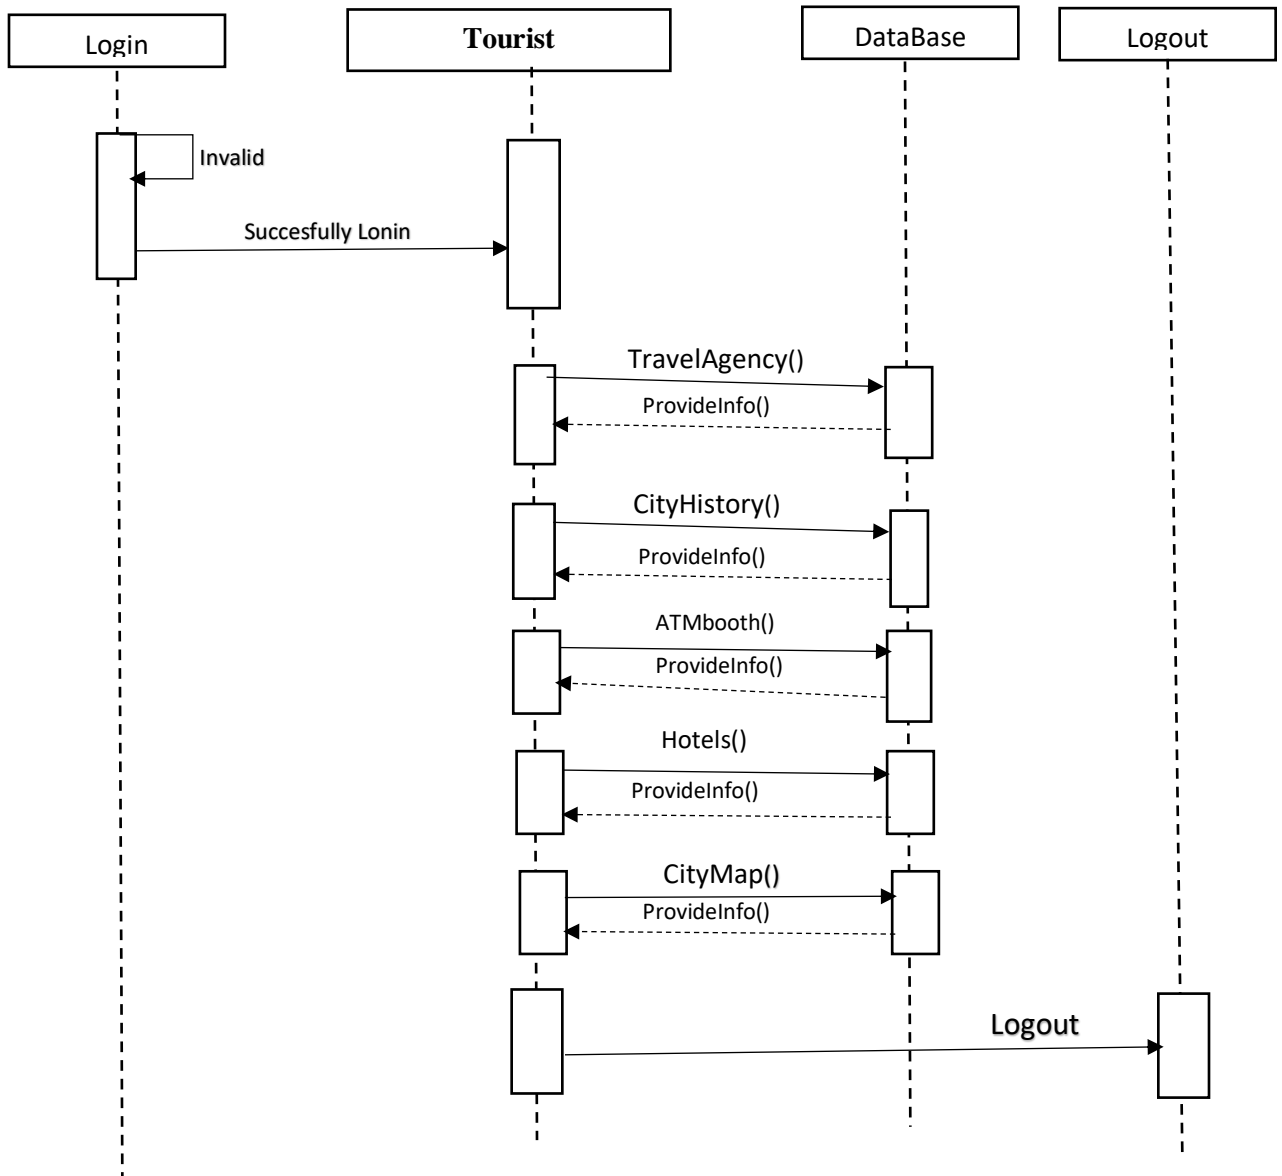 Login
Tourist
DataBase
Logout
Invalid
Succesfully Lonin
TravelAgency()
ProvideInfo()
CityHistory()
ProvideInfo()
ATMbooth()
ProvideInfo()
Hotels()
ProvideInfo()
CityMap()
ProvideInfo()
Logout